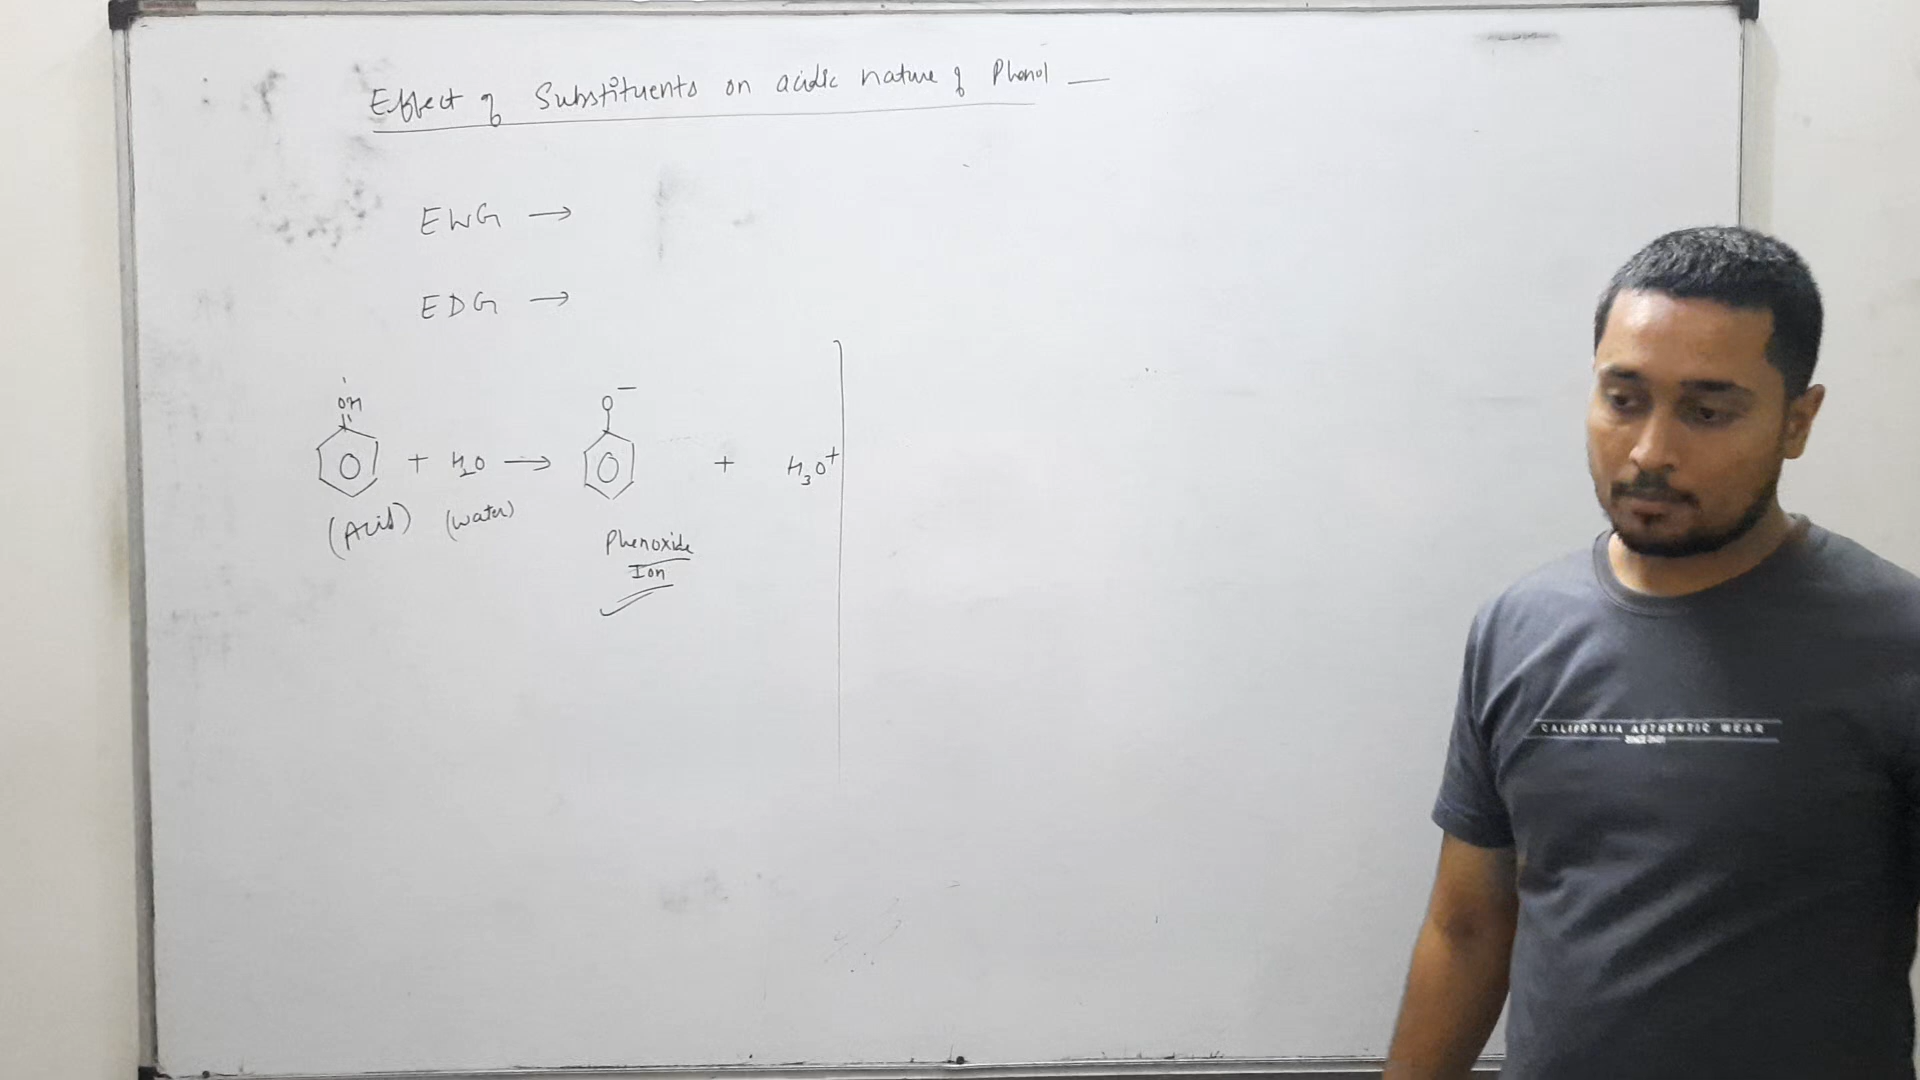 Effect of Substituents on acidic nature of Phenol —
EWG →
EDG →
OH O⁻
+ H₂O → + H₃O⁺
(Acid) (water)
Phenoxide
Ion
CALIFORNIA AUTHENTIC WEAR